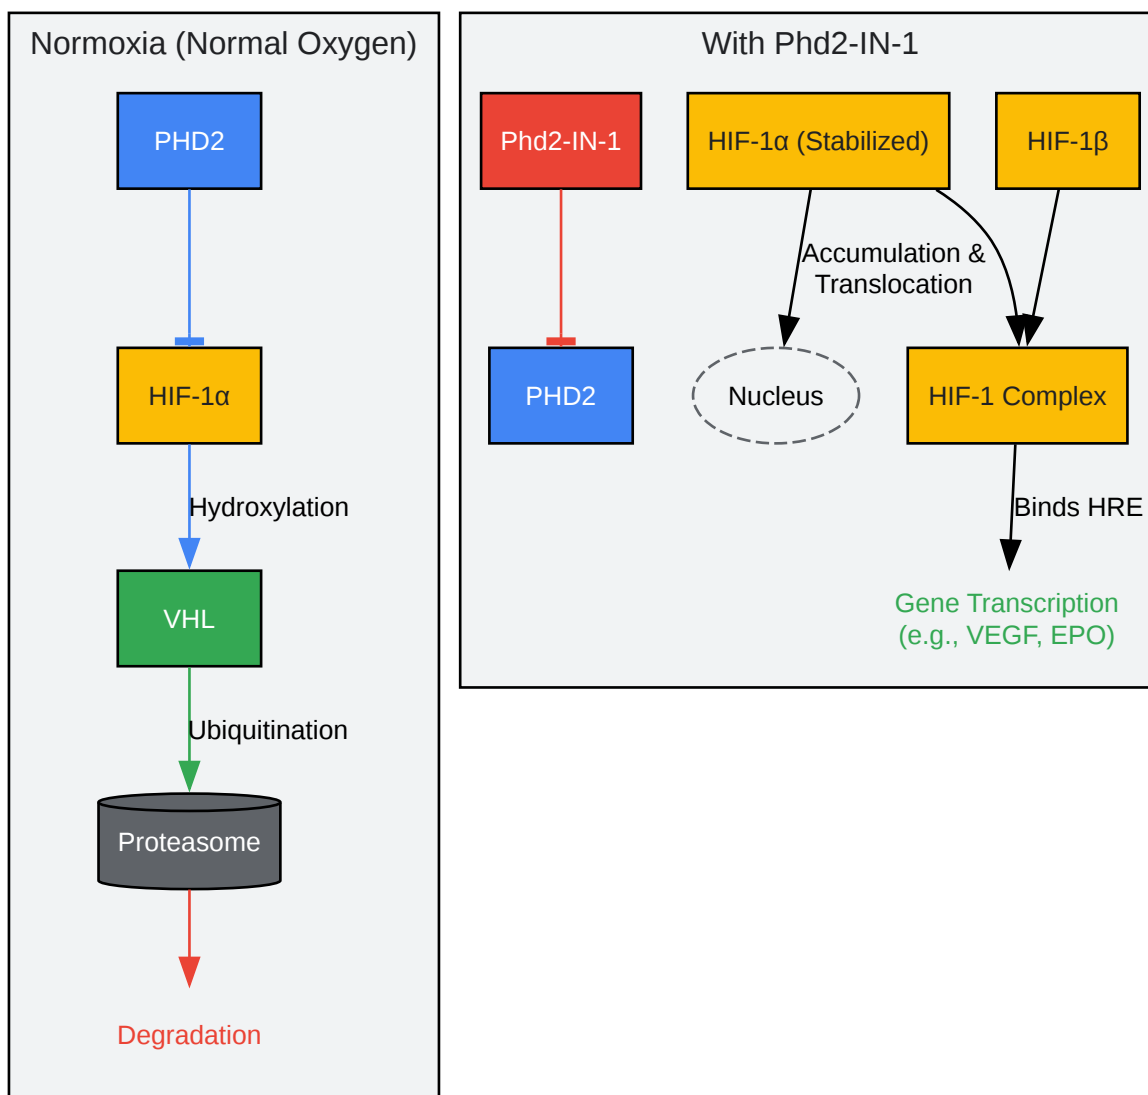 Normoxia (Normal Oxygen)
PHD2
HIF-1α
Hydroxylation
VHL
Ubiquitination
Proteasome
Degradation
With Phd2-IN-1
Phd2-IN-1
HIF-1α (Stabilized)
HIF-1β
Accumulation &
Translocation
PHD2
Nucleus
HIF-1 Complex
Binds HRE
Gene Transcription
(e.g., VEGF, EPO)